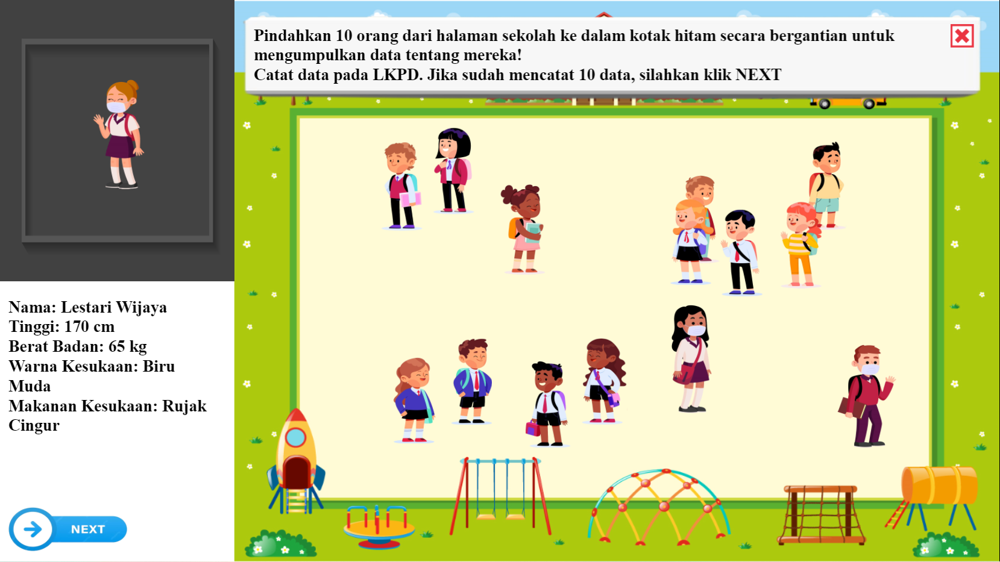 Pindahkan 10 orang dari halaman sekolah ke dalam kotak hitam secara bergantian untuk
mengumpulkan data tentang mereka!
Catat data pada LKPD. Jika sudah mencatat 10 data, silahkan klik NEXT
Nama: Lestari Wijaya
Tinggi: 170 cm
Berat Badan: 65 kg
Warna Kesukaan: Biru
Muda
Makanan Kesukaan: Rujak
Cingur
NEXT